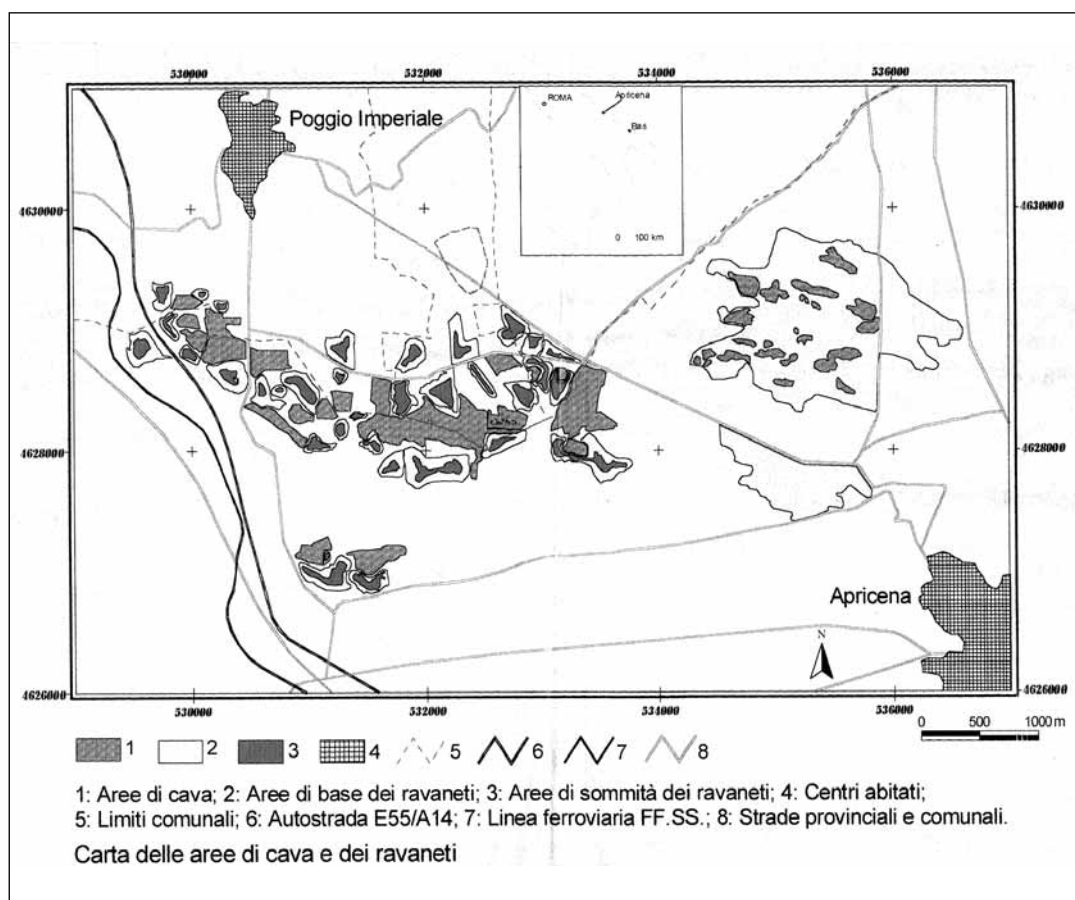 530000 532000 534000 536000
Poggio Imperiale
ROMA
Apricena
Bari
0 100 km
4630000 4630000
4628000 4628000
Apricena
N
4626000 4626000
530000 532000 534000 536000
0 500 1000 m
1 2 3 4 5 6 7 8
1: Aree di cava; 2: Aree di base dei ravaneti; 3: Aree di sommità dei ravaneti; 4: Centri abitati;
5: Limiti comunali; 6: Autostrada E55/A14; 7: Linea ferroviaria FF.SS.; 8: Strade provinciali e comunali.
Carta delle aree di cava e dei ravaneti